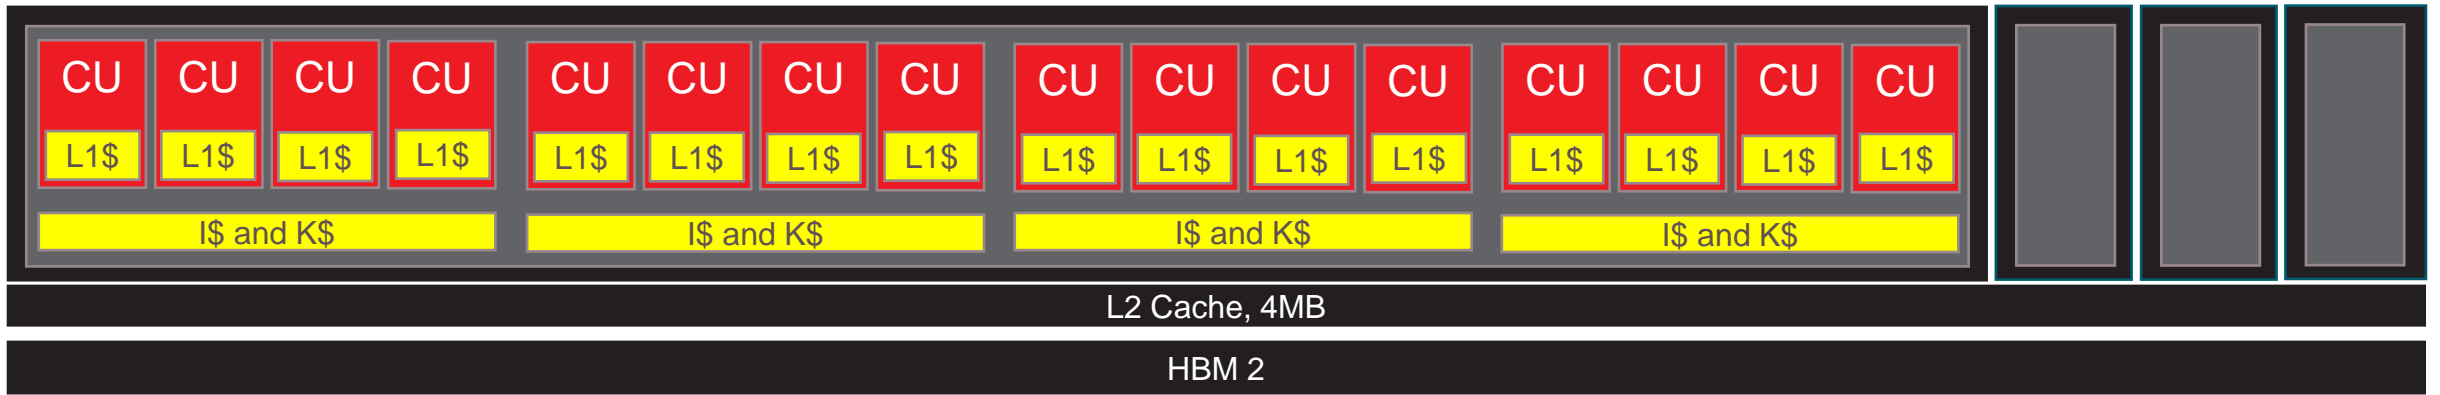 CU CU CU CU CU CU CU CU CU CU CU CU CU CU CU CU
L1$ L1$ L1$ L1$ L1$ L1$ L1$ L1$ L1$ L1$ L1$ L1$ L1$ L1$ L1$ L1$
I$ and K$ I$ and K$ I$ and K$ I$ and K$
L2 Cache, 4MB
HBM 2